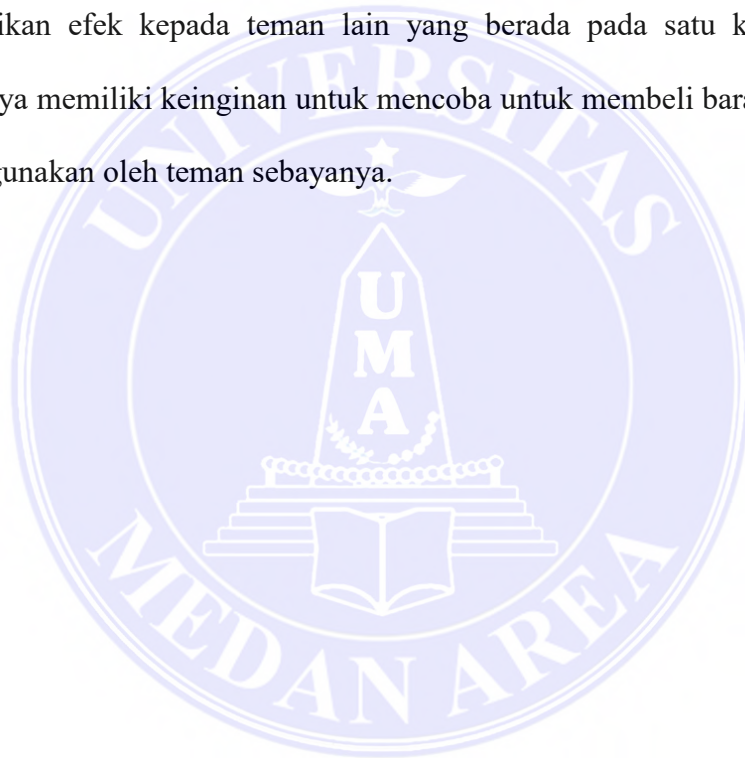 ikan efek kepada teman lain yang berada pada satu k
ya memiliki keinginan untuk mencoba untuk membeli bara
gunakan oleh teman sebayanya.
UNIVERSITAS
UMA
MEDAN AREA